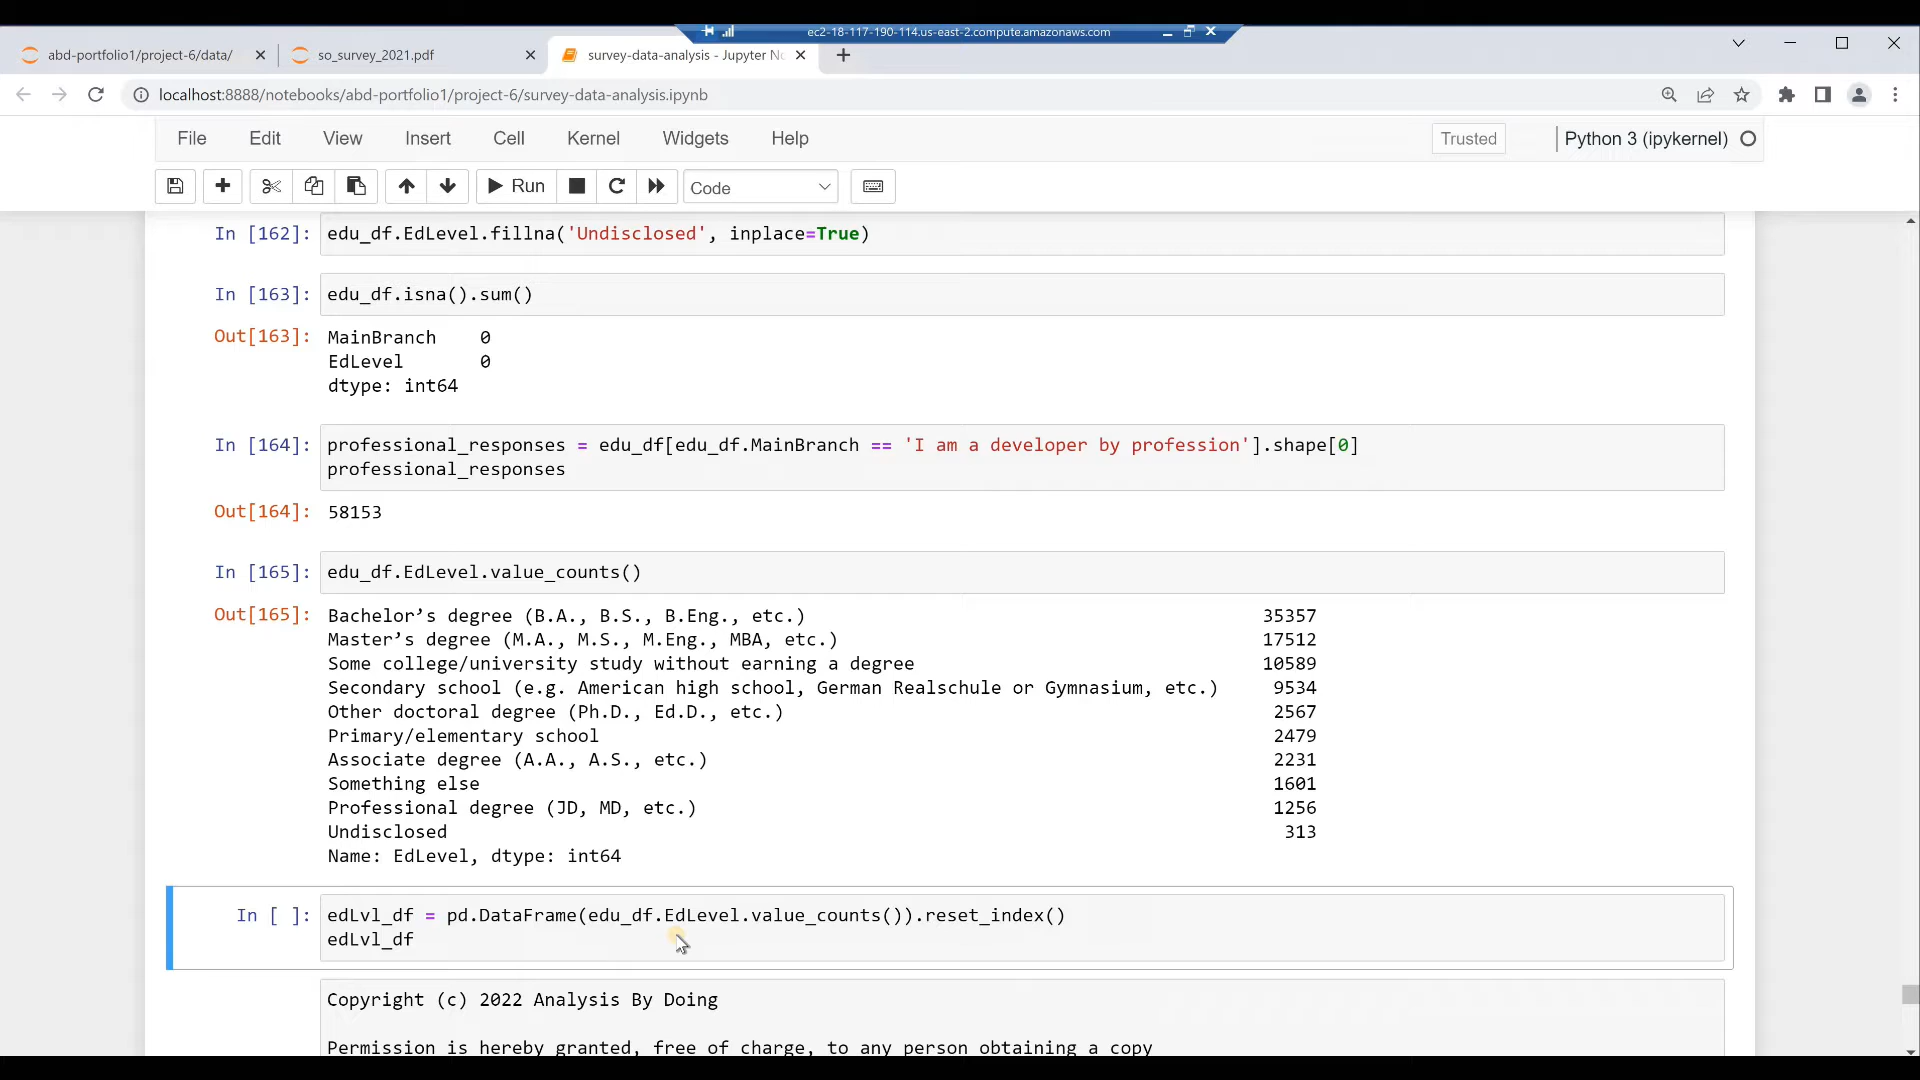 ec2-18-117-190-114.us-east-2.compute.amazonaws.com
abd-portfolio1/project-6/data/
so_survey_2021.pdf
survey-data-analysis - Jupyter No
localhost:8888/notebooks/abd-portfolio1/project-6/survey-data-analysis.ipynb
File Edit View Insert Cell Kernel Widgets Help
Trusted
Python 3 (ipykernel)
Run
Code
In [162]: edu_df.EdLevel.fillna('Undisclosed', inplace=True)
In [163]: edu_df.isna().sum()
Out[163]: MainBranch 0
EdLevel 0
dtype: int64
In [164]: professional_responses = edu_df[edu_df.MainBranch == 'I am a developer by profession'].shape[0]
professional_responses
Out[164]: 58153
In [165]: edu_df.EdLevel.value_counts()
Out[165]: Bachelor’s degree (B.A., B.S., B.Eng., etc.) 35357
Master’s degree (M.A., M.S., M.Eng., MBA, etc.) 17512
Some college/university study without earning a degree 10589
Secondary school (e.g. American high school, German Realschule or Gymnasium, etc.) 9534
Other doctoral degree (Ph.D., Ed.D., etc.) 2567
Primary/elementary school 2479
Associate degree (A.A., A.S., etc.) 2231
Something else 1601
Professional degree (JD, MD, etc.) 1256
Undisclosed 313
Name: EdLevel, dtype: int64
In [ ]: edLvl_df = pd.DataFrame(edu_df.EdLevel.value_counts()).reset_index()
edLvl_df
Copyright (c) 2022 Analysis By Doing
Permission is hereby granted, free of charge, to any person obtaining a copy